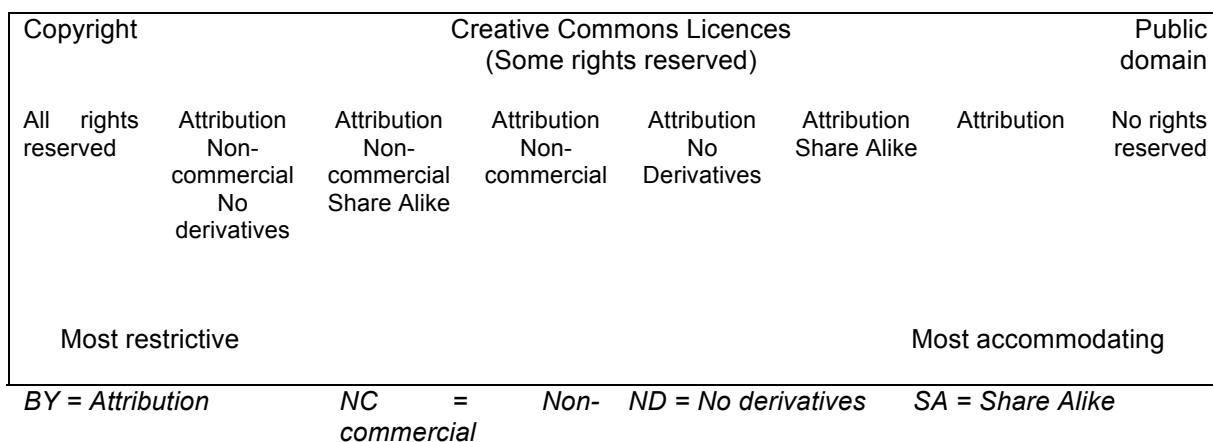 Copyright Creative Commons Licences Public
(Some rights reserved) domain
All rights Attribution Attribution Attribution Attribution Attribution Attribution No rights
reserved Non- Non- Non- No Share Alike reserved
commercial commercial commercial Derivatives
No Share Alike
derivatives
Most restrictive Most accommodating
BY = Attribution NC = Non- ND = No derivatives SA = Share Alike
commercial